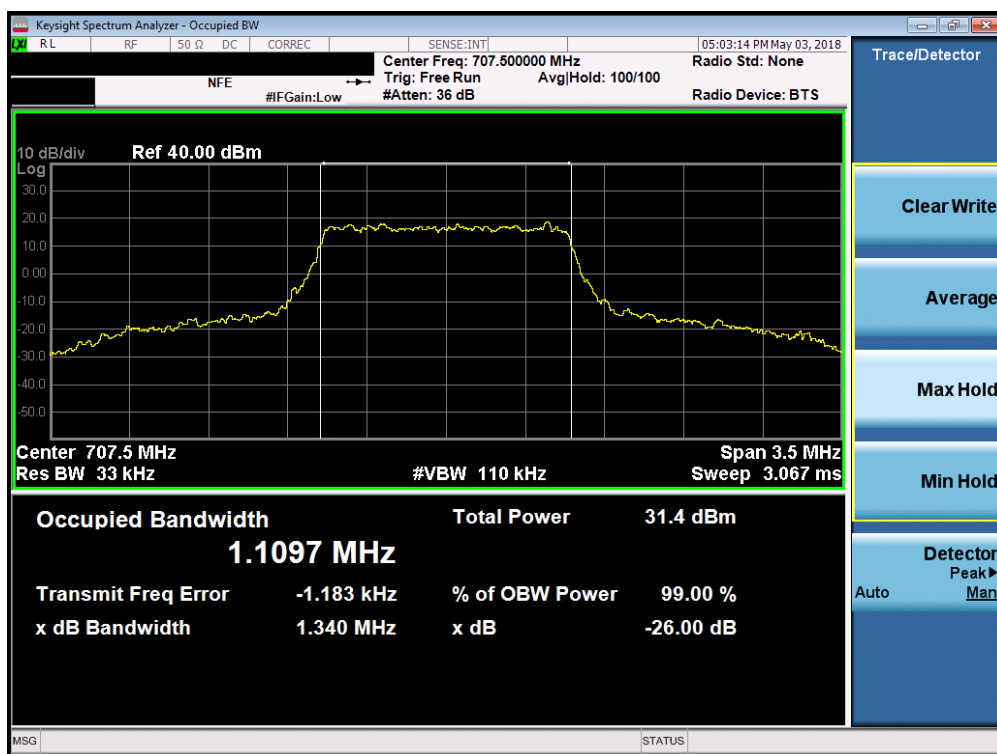 Keysight Spectrum Analyzer - Occupied BW
LXI RL RF 50 Ω DC CORREC SENSE:INT 05:03:14 PM May 03, 2018
Center Freq: 707.500000 MHz Radio Std: None
NFE Trig: Free Run Avg|Hold: 100/100
#IFGain:Low #Atten: 36 dB Radio Device: BTS
10 dB/div Ref 40.00 dBm
Log
30.0
20.0
10.0
0.00
-10.0
-20.0
-30.0
-40.0
-50.0
Center 707.5 MHz Span 3.5 MHz
Res BW 33 kHz #VBW 110 kHz Sweep 3.067 ms
Occupied Bandwidth Total Power 31.4 dBm
1.1097 MHz
Transmit Freq Error -1.183 kHz % of OBW Power 99.00 %
x dB Bandwidth 1.340 MHz x dB -26.00 dB
MSG STATUS
Trace/Detector
Clear Write
Average
Max Hold
Min Hold
Detector
Peak▶
Auto Man